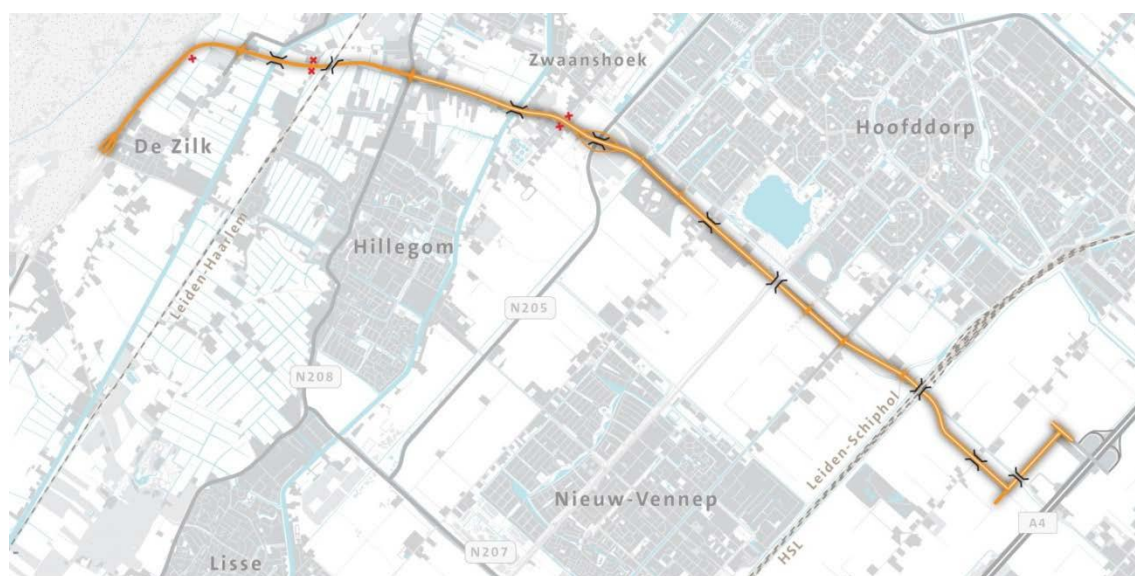 Zwaanshoek
Hoofddorp
De Zilk
Hillegom
Leiden-Haarlem
N205
N208
Leiden-Schiphol
Nieuw-Vennep
A4
HSL
N207
Lisse